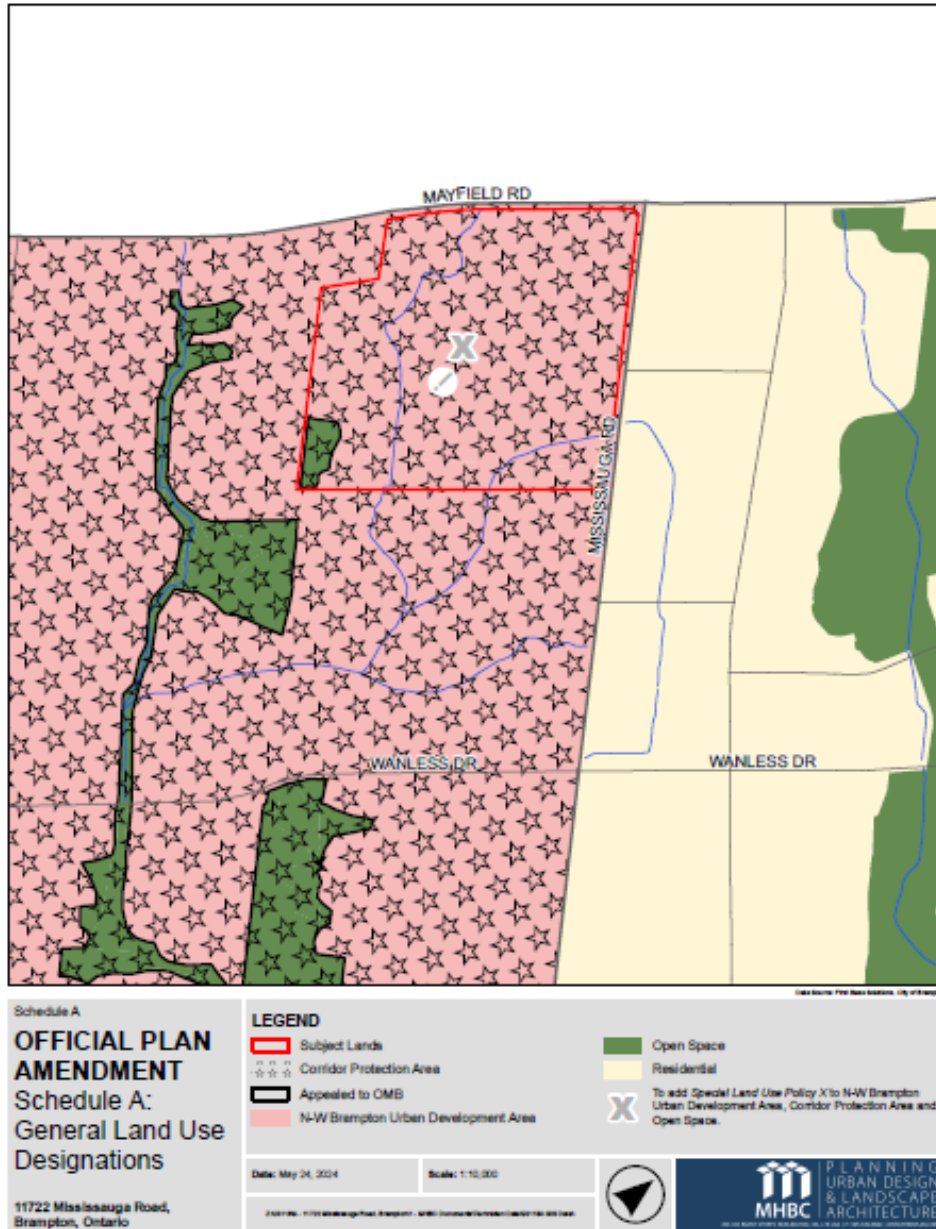 MAYFIELD RD
X
MISSISSAUGA RD
WANLESS DR
WANLESS DR
Schedule A
OFFICIAL PLAN
AMENDMENT
Schedule A:
General Land Use
Designations
11722 Mississauga Road,
Brampton, Ontario
LEGEND
Subject Lands
Corridor Protection Area
Appealed to OMB
N-W Brampton Urban Development Area
Open Space
Residential
X
To add Special Land Use Policy X to N-W Brampton
Urban Development Area, Corridor Protection Area and
Open Space.
Date: May 24, 2024
Scale: 1:10,000
MHBC
PLANNING
URBAN DESIGN
& LANDSCAPE
ARCHITECTURE